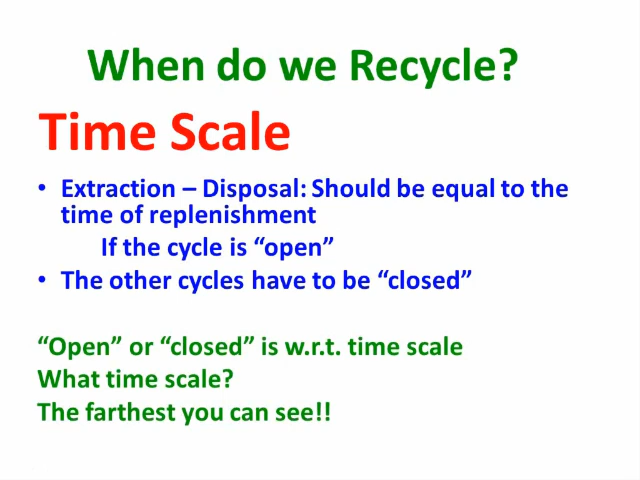 When do we Recycle?
Time Scale
• Extraction – Disposal: Should be equal to the
time of replenishment
If the cycle is “open”
• The other cycles have to be “closed”
“Open” or “closed” is w.r.t. time scale
What time scale?
The farthest you can see!!